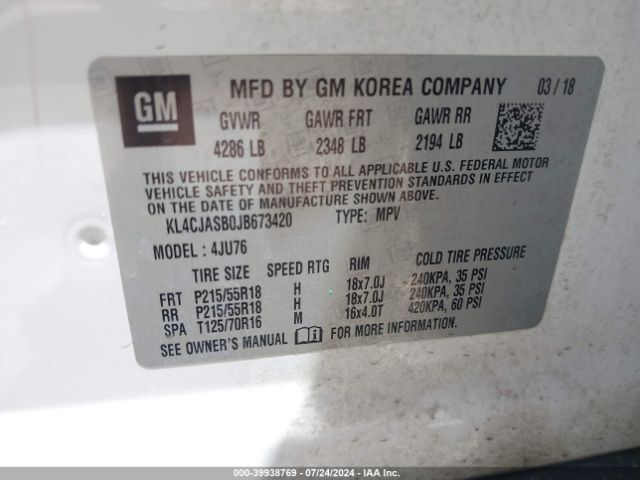 GM
MFD BY GM KOREA COMPANY 03/18
GVWR GAWR FRT GAWR RR
4286 LB 2348 LB 2194 LB
THIS VEHICLE CONFORMS TO ALL APPLICABLE U.S. FEDERAL MOTOR
VEHICLE SAFETY AND THEFT PREVENTION STANDARDS IN EFFECT
ON THE DATE OF MANUFACTURE SHOWN ABOVE.
KL4CJASB0JB673420 TYPE: MPV
MODEL : 4JU76
TIRE SIZE SPEED RTG RIM COLD TIRE PRESSURE
FRT P215/55R18 H 18x7.0J 240KPA, 35 PSI
RR P215/55R18 H 18x7.0J 240KPA, 35 PSI
SPA T125/70R16 M 16x4.0T 420KPA, 60 PSI
SEE OWNER'S MANUAL FOR MORE INFORMATION.
000-39938769 - 07/24/2024 - IAA Inc.